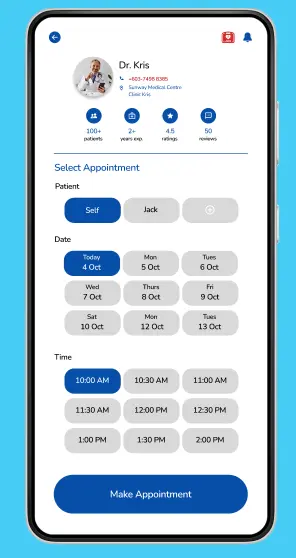 Dr. Kris
+603-7498 8385
Sunway Medical Centre
Clinic Kris
100+
patients
2+
years exp.
4.5
ratings
50
reviews
Select Appointment
Patient
Self
Jack
Date
Today
4 Oct
Mon
5 Oct
Tues
6 Oct
Wed
7 Oct
Thurs
8 Oct
Fri
9 Oct
Sat
10 Oct
Mon
12 Oct
Tues
13 Oct
Time
10:00 AM
10:30 AM
11:00 AM
11:30 AM
12:00 PM
12:30 PM
1:00 PM
1:30 PM
2:00 PM
Make Appointment